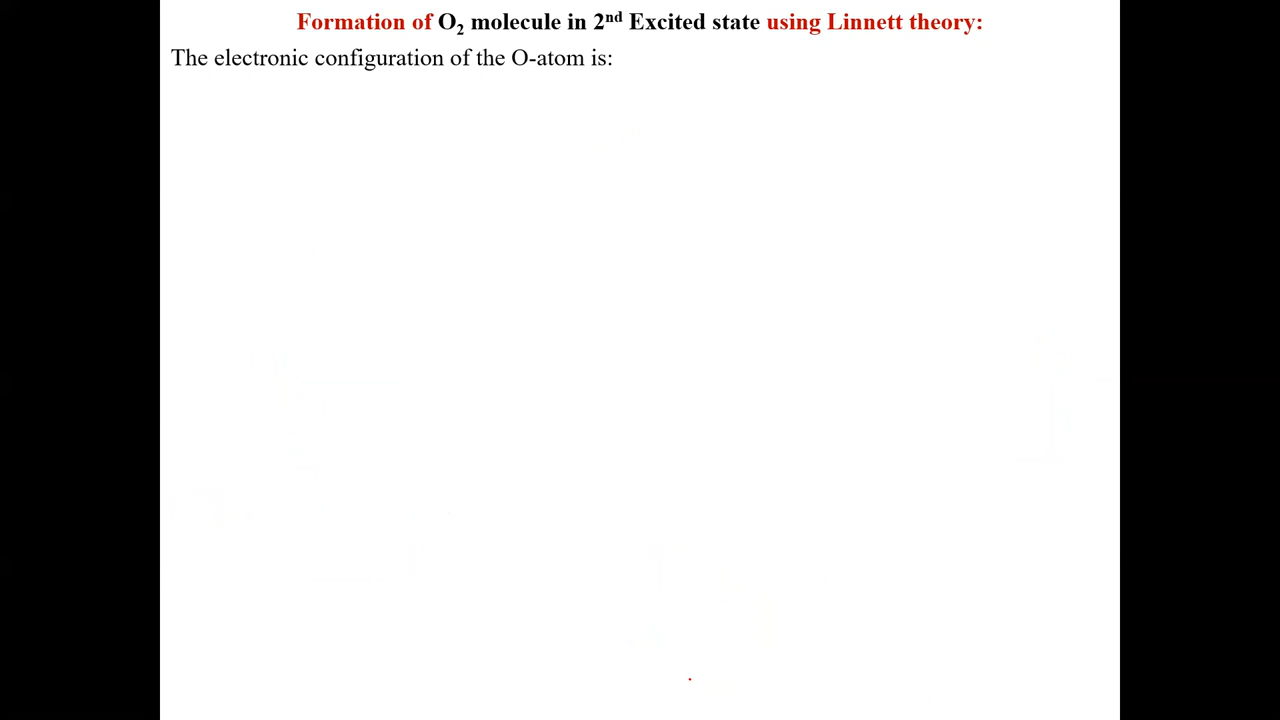 Formation of O₂ molecule in 2ⁿᵈ Excited state using Linnett theory:
The electronic configuration of the O-atom is: